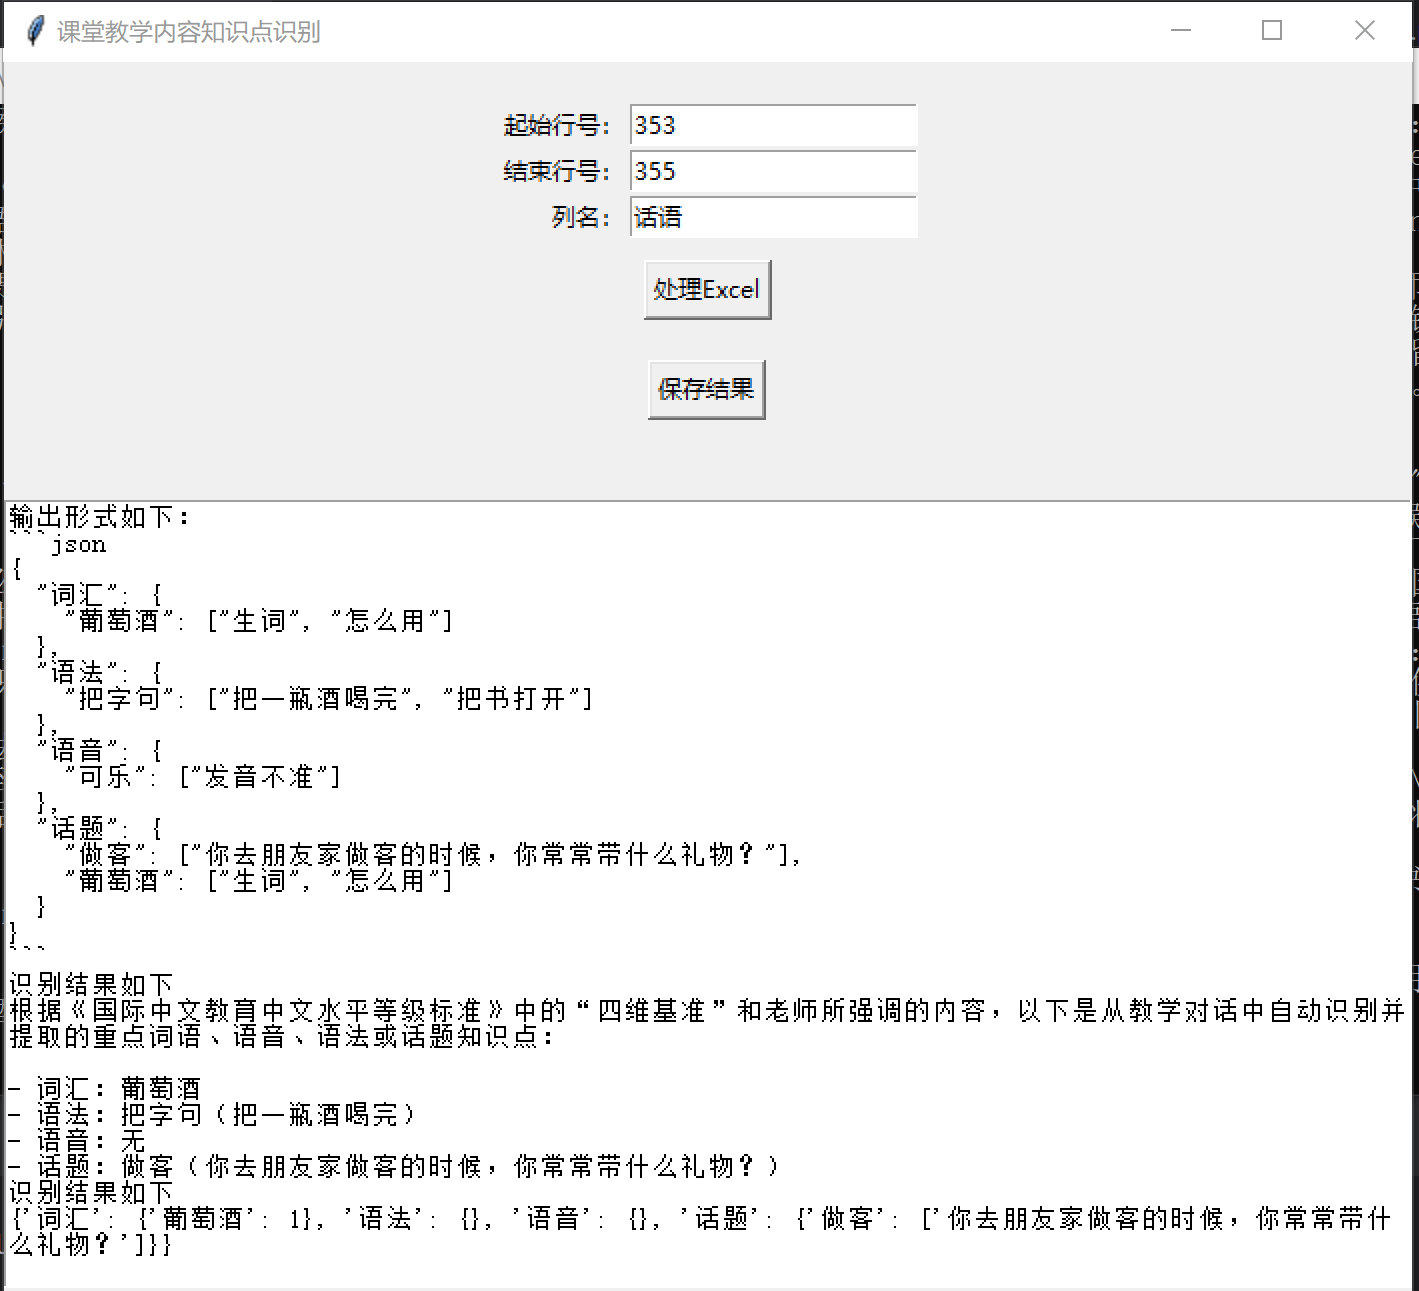 课堂教学内容知识点识别
起始行号: 353
结束行号: 355
列名: 话语
处理Excel
保存结果
输出形式如下:
```json
{
  "词汇": {
    "葡萄酒": ["生词", "怎么用"]
  },
  "语法": {
    "把字句": ["把一瓶酒喝完", "把书打开"]
  },
  "语音": {
    "可乐": ["发音不准"]
  },
  "话题": {
    "做客": ["你去朋友家做客的时候，你常常带什么礼物？"],
    "葡萄酒": ["生词", "怎么用"]
  }
}
```
识别结果如下
根据《国际中文教育中文水平等级标准》中的“四维基准”和老师所强调的内容，以下是从教学对话中自动识别并
提取的重点词语、语音、语法或话题知识点：
- 词汇：葡萄酒
- 语法：把字句（把一瓶酒喝完）
- 语音：无
- 话题：做客（你去朋友家做客的时候，你常常带什么礼物？）
识别结果如下
{'词汇': {'葡萄酒': 1}, '语法': {}, '语音': {}, '话题': {'做客': ['你去朋友家做客的时候，你常常带什
么礼物？']}}